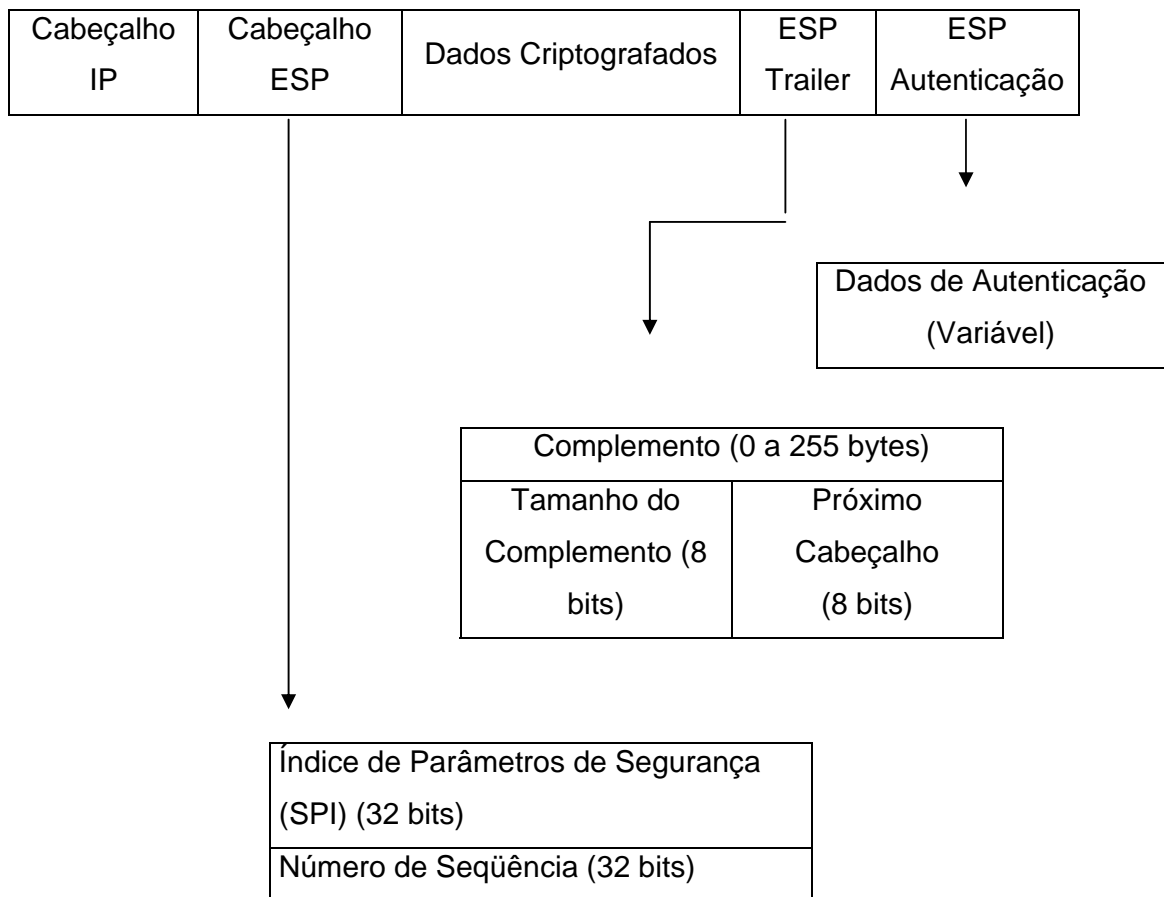 Cabeçalho
IP
Cabeçalho
ESP
Dados Criptografados
ESP
Trailer
ESP
Autenticação
Dados de Autenticação
(Variável)
Complemento (0 a 255 bytes)
Tamanho do
Complemento (8
bits)
Próximo
Cabeçalho
(8 bits)
Índice de Parâmetros de Segurança
(SPI) (32 bits)
Número de Seqüência (32 bits)